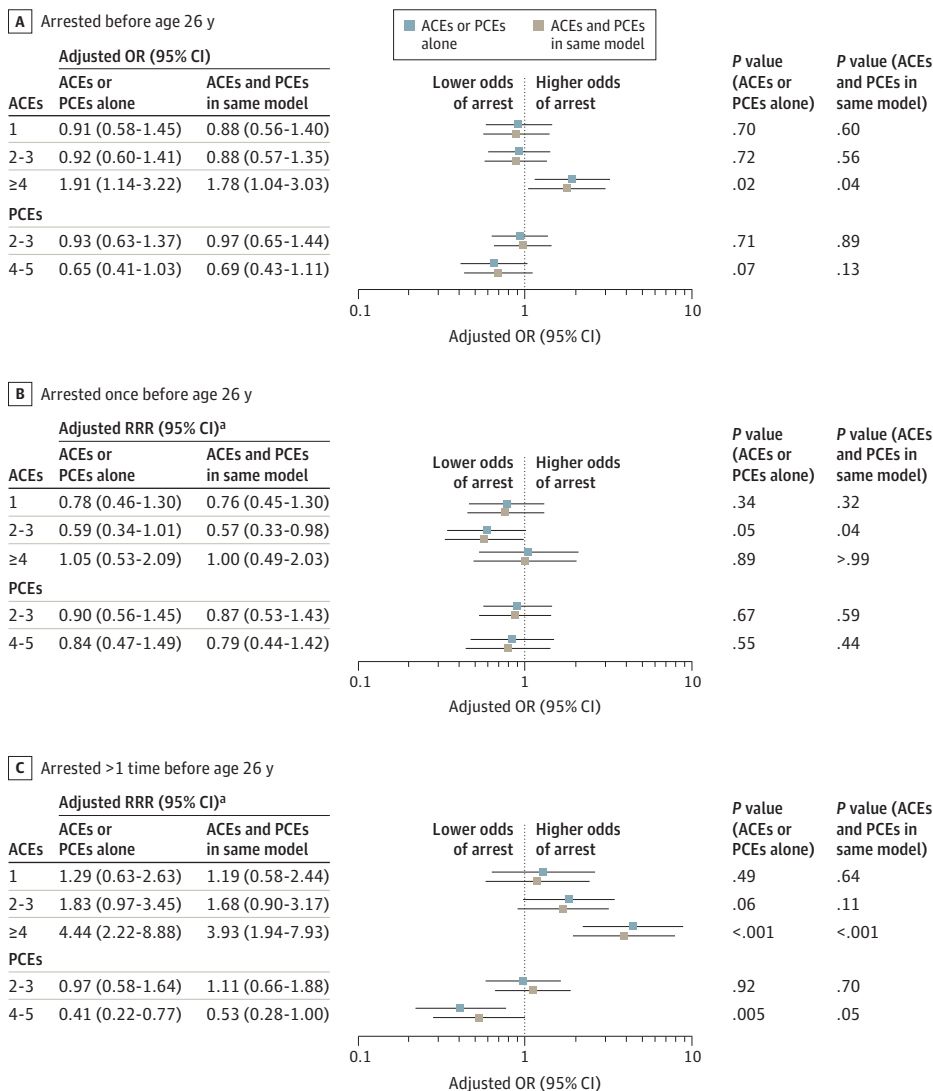 A Arrested before age 26 y
ACEs or PCEs alone
ACEs and PCEs in same model
Adjusted OR (95% CI)
ACEs
ACEs or PCEs alone
ACEs and PCEs in same model
Lower odds of arrest
Higher odds of arrest
P value (ACEs or PCEs alone)
P value (ACEs and PCEs in same model)
1 0.91 (0.58-1.45) 0.88 (0.56-1.40) .70 .60
2-3 0.92 (0.60-1.41) 0.88 (0.57-1.35) .72 .56
≥4 1.91 (1.14-3.22) 1.78 (1.04-3.03) .02 .04
PCEs
2-3 0.93 (0.63-1.37) 0.97 (0.65-1.44) .71 .89
4-5 0.65 (0.41-1.03) 0.69 (0.43-1.11) .07 .13
0.1 1 10
Adjusted OR (95% CI)
B Arrested once before age 26 y
Adjusted RRR (95% CI)a
ACEs
ACEs or PCEs alone
ACEs and PCEs in same model
Lower odds of arrest
Higher odds of arrest
P value (ACEs or PCEs alone)
P value (ACEs and PCEs in same model)
1 0.78 (0.46-1.30) 0.76 (0.45-1.30) .34 .32
2-3 0.59 (0.34-1.01) 0.57 (0.33-0.98) .05 .04
≥4 1.05 (0.53-2.09) 1.00 (0.49-2.03) .89 >.99
PCEs
2-3 0.90 (0.56-1.45) 0.87 (0.53-1.43) .67 .59
4-5 0.84 (0.47-1.49) 0.79 (0.44-1.42) .55 .44
0.1 1 10
Adjusted OR (95% CI)
C Arrested >1 time before age 26 y
Adjusted RRR (95% CI)a
ACEs
ACEs or PCEs alone
ACEs and PCEs in same model
Lower odds of arrest
Higher odds of arrest
P value (ACEs or PCEs alone)
P value (ACEs and PCEs in same model)
1 1.29 (0.63-2.63) 1.19 (0.58-2.44) .49 .64
2-3 1.83 (0.97-3.45) 1.68 (0.90-3.17) .06 .11
≥4 4.44 (2.22-8.88) 3.93 (1.94-7.93) <.001 <.001
PCEs
2-3 0.97 (0.58-1.64) 1.11 (0.66-1.88) .92 .70
4-5 0.41 (0.22-0.77) 0.53 (0.28-1.00) .005 .05
0.1 1 10
Adjusted OR (95% CI)